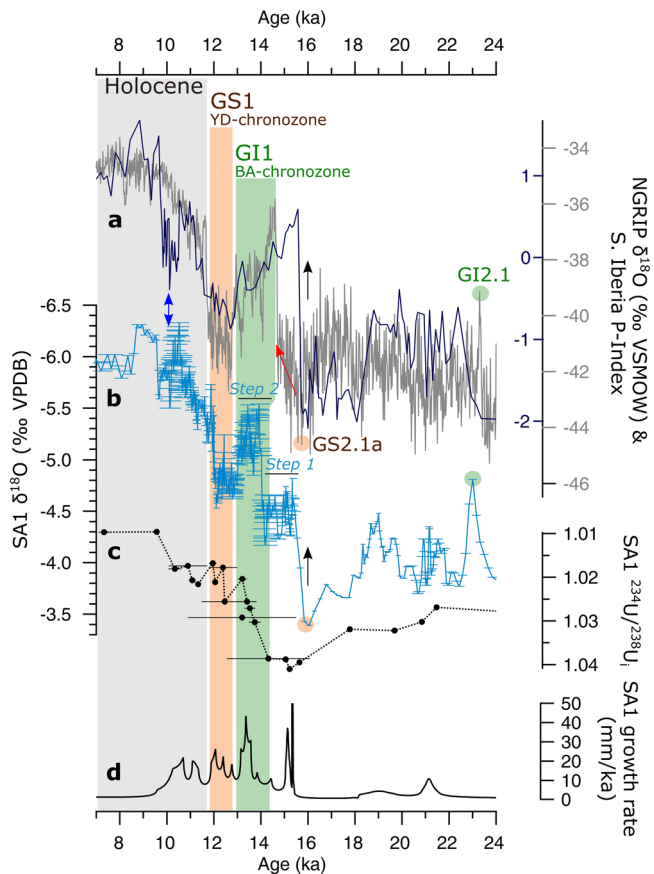 Age (ka)
8 10 12 14 16 18 20 22 24
Holocene
GS1
YD-chronozone
GI1
BA-chronozone
a
-34
-36
-38
-40
-42
-44
-46
1
0
-1
-2
NGRIP δ¹⁸O (‰ VSMOW) &
S. Iberia P-Index
GI2.1
GS2.1a
-6.5
-6.0
-5.5
-5.0
-4.5
-4.0
-3.5
SA1 δ¹⁸O (‰ VPDB)
b
Step 2
Step 1
c
1.01
1.02
1.03
1.04
SA1 ²³⁴U/²³⁸Uᵢ
d
50
40
30
20
10
0
SA1 growth rate
(mm/ka)
8 10 12 14 16 18 20 22 24
Age (ka)